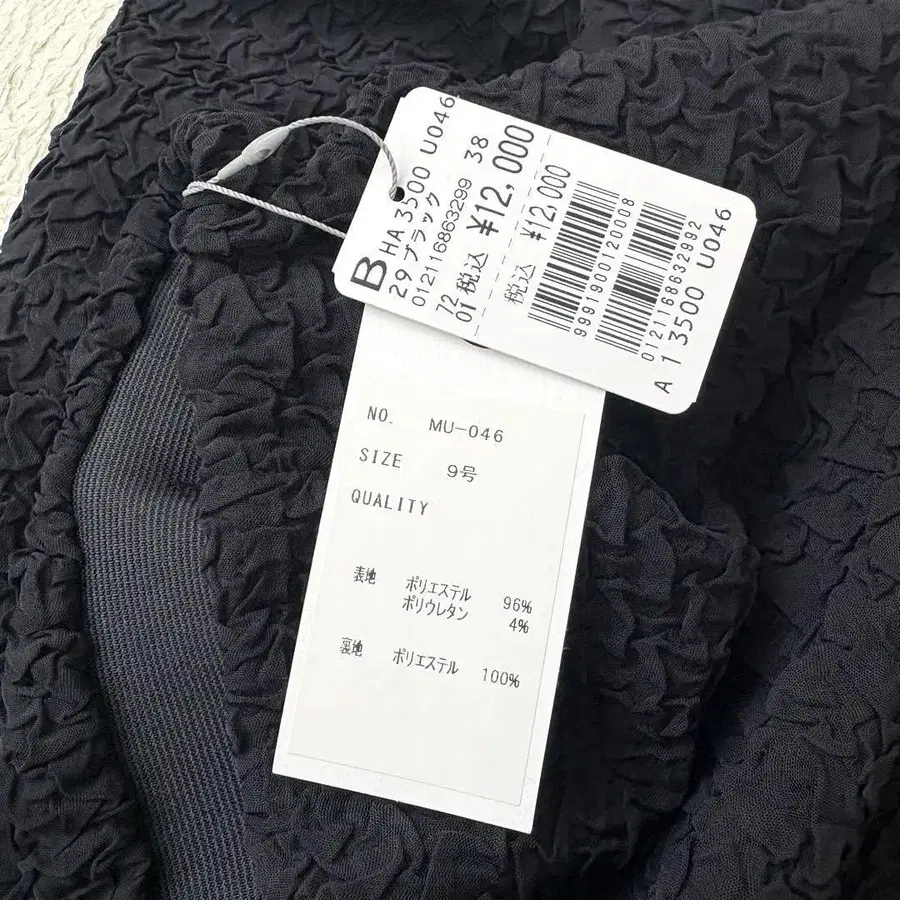 B HA 3500 U046
29 ブラック
0121168632​99 38
72
01 税込 ¥12,000
税込 ¥12,000
9991900120008
0121168632992
A 1 3500 U046
NO. MU-046
SIZE 9号
QUALITY
表地 ポリエステル 96%
ポリウレタン 4%
裏地 ポリエステル 100%